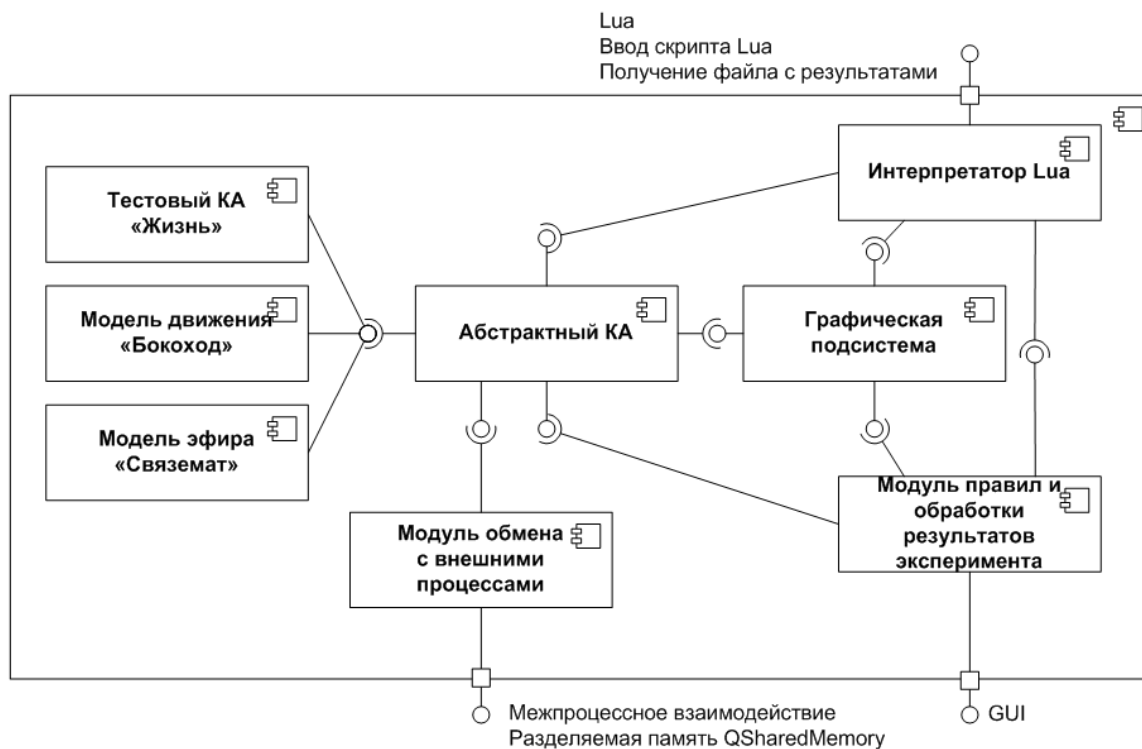 Lua
Ввод скрипта Lua
Получение файла с результатами
Интерпретатор Lua
Тестовый КА
«Жизнь»
Модель движения
«Бокоход»
Абстрактный КА
Графическая
подсистема
Модель эфира
«Связемат»
Модуль правил и
обработки
результатов
эксперимента
Модуль обмена
с внешними
процессами
Межпроцессное взаимодействие
Разделяемая память QSharedMemory
GUI